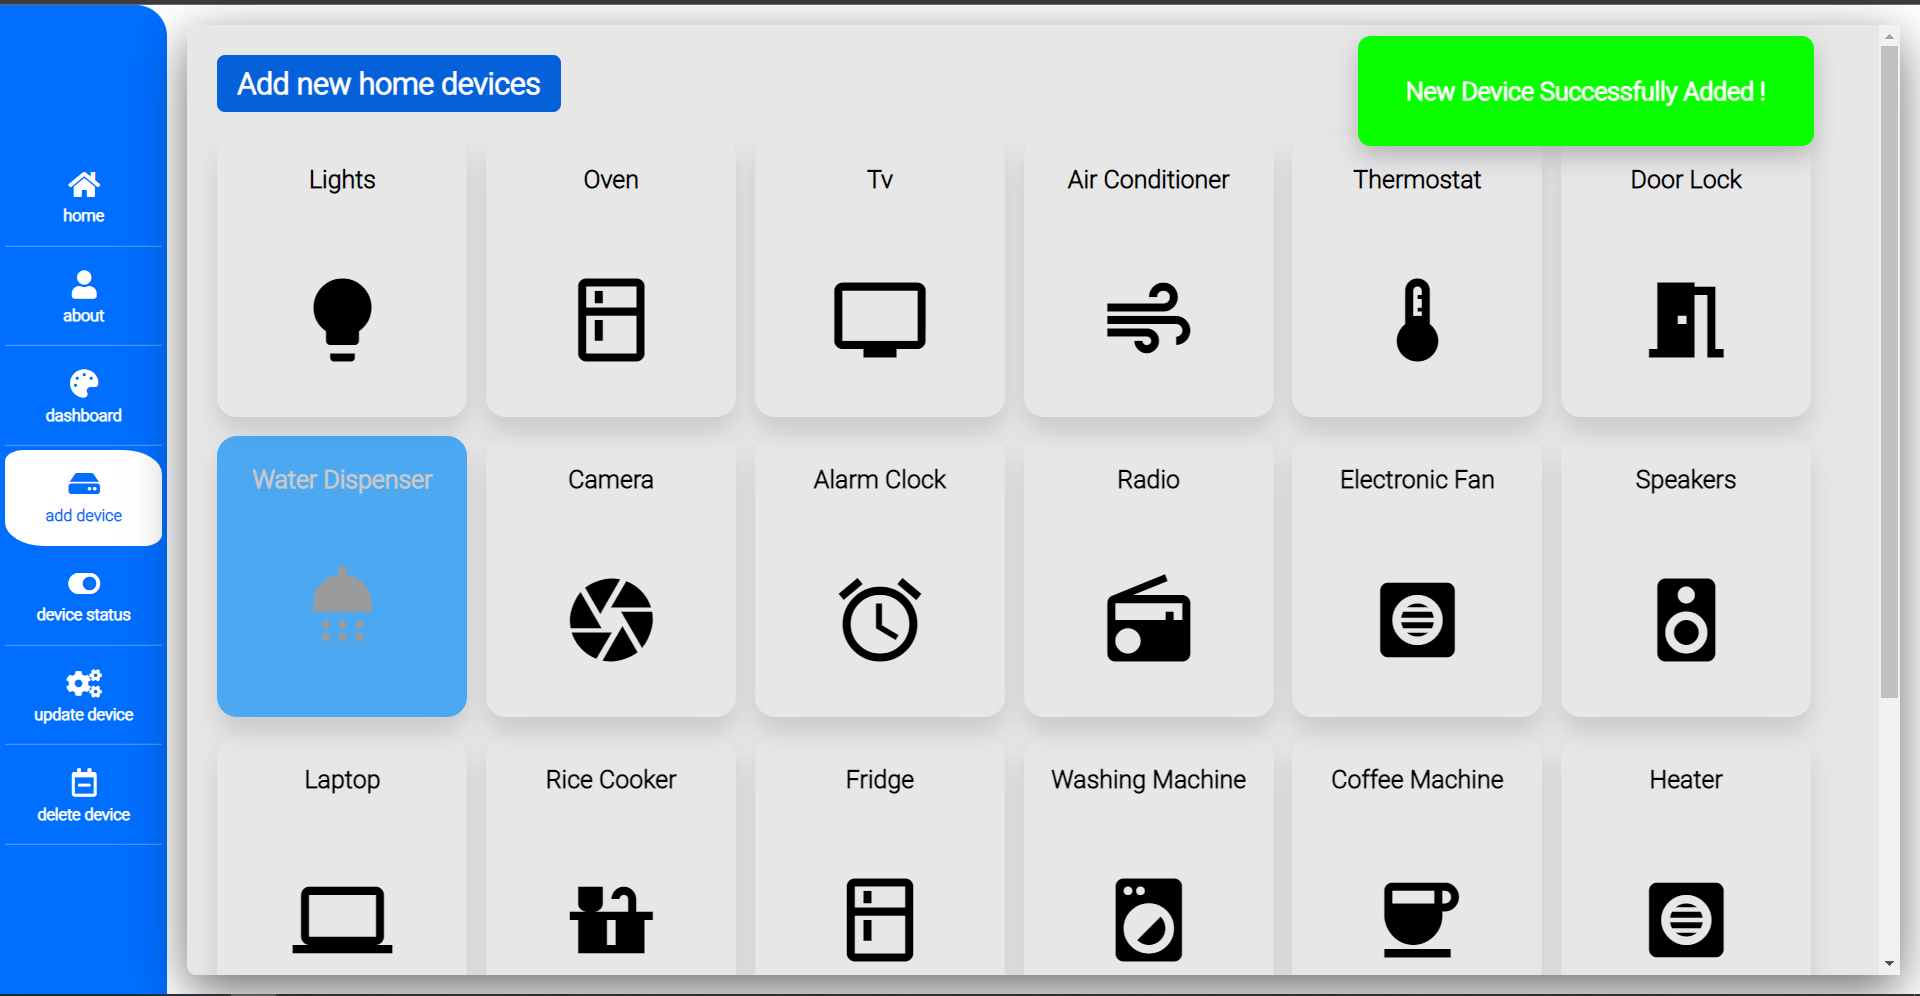 home
about
dashboard
add device
device status
update device
delete device
Add new home devices
New Device Successfully Added !
Lights
Oven
Tv
Air Conditioner
Thermostat
Door Lock
Water Dispenser
Camera
Alarm Clock
Radio
Electronic Fan
Speakers
Laptop
Rice Cooker
Fridge
Washing Machine
Coffee Machine
Heater